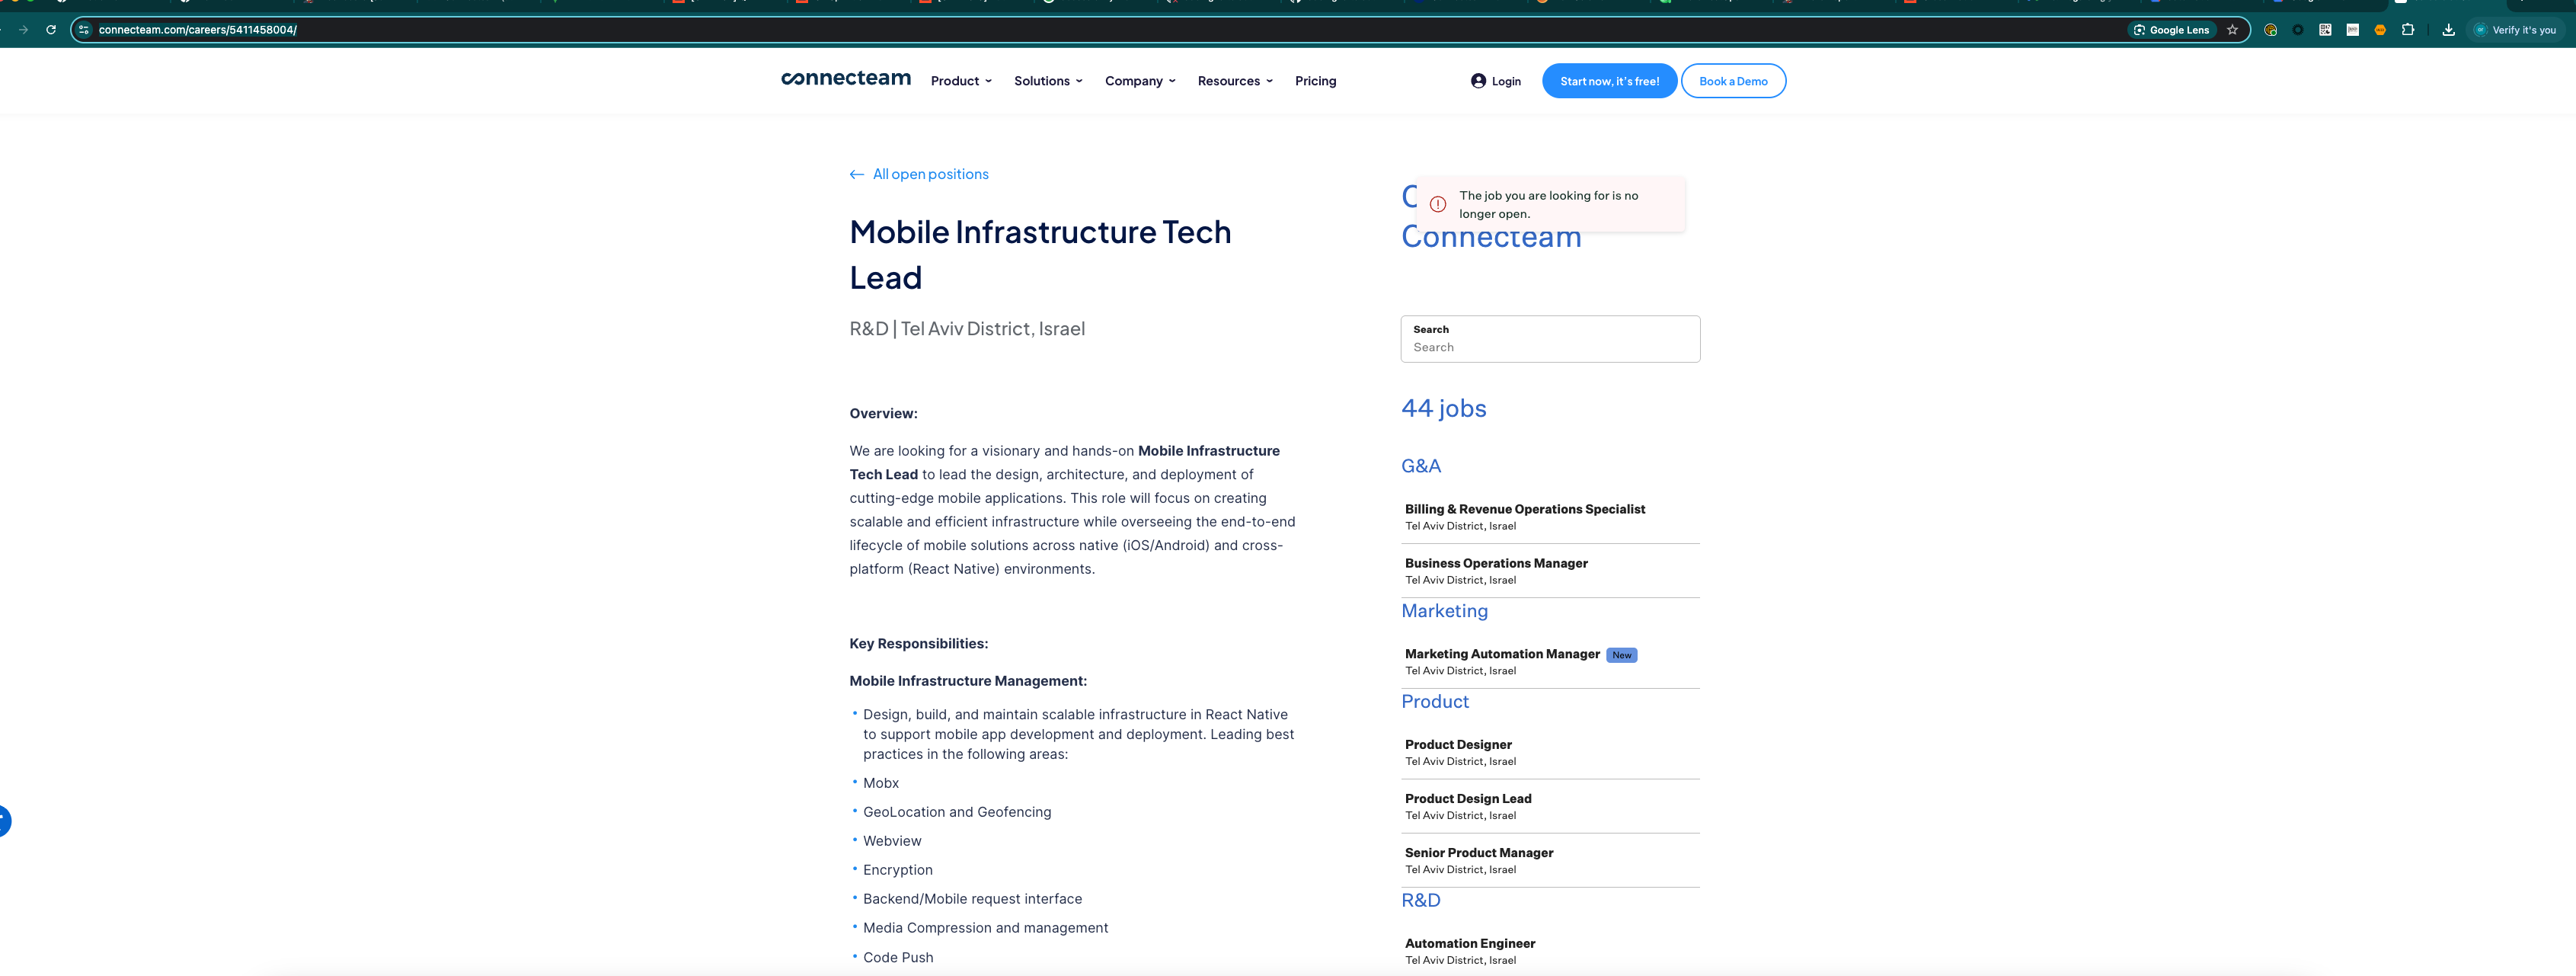 connecteam.com/careers/5411458004/
Google Lens
Verify it's you
connecteam
Product
Solutions
Company
Resources
Pricing
Login
Start now, it's free!
Book a Demo
All open positions
Mobile Infrastructure Tech
Lead
R&D | Tel Aviv District, Israel
Overview:
We are looking for a visionary and hands-on Mobile Infrastructure
Tech Lead to lead the design, architecture, and deployment of
cutting-edge mobile applications. This role will focus on creating
scalable and efficient infrastructure while overseeing the end-to-end
lifecycle of mobile solutions across native (iOS/Android) and cross-
platform (React Native) environments.
Key Responsibilities:
Mobile Infrastructure Management:
• Design, build, and maintain scalable infrastructure in React Native
to support mobile app development and deployment. Leading best
practices in the following areas:
• Mobx
• GeoLocation and Geofencing
• Webview
• Encryption
• Backend/Mobile request interface
• Media Compression and management
• Code Push
The job you are looking for is no
longer open.
Connecteam
Search
Search
44 jobs
G&A
Billing & Revenue Operations Specialist
Tel Aviv District, Israel
Business Operations Manager
Tel Aviv District, Israel
Marketing
Marketing Automation Manager New
Tel Aviv District, Israel
Product
Product Designer
Tel Aviv District, Israel
Product Design Lead
Tel Aviv District, Israel
Senior Product Manager
Tel Aviv District, Israel
R&D
Automation Engineer
Tel Aviv District, Israel